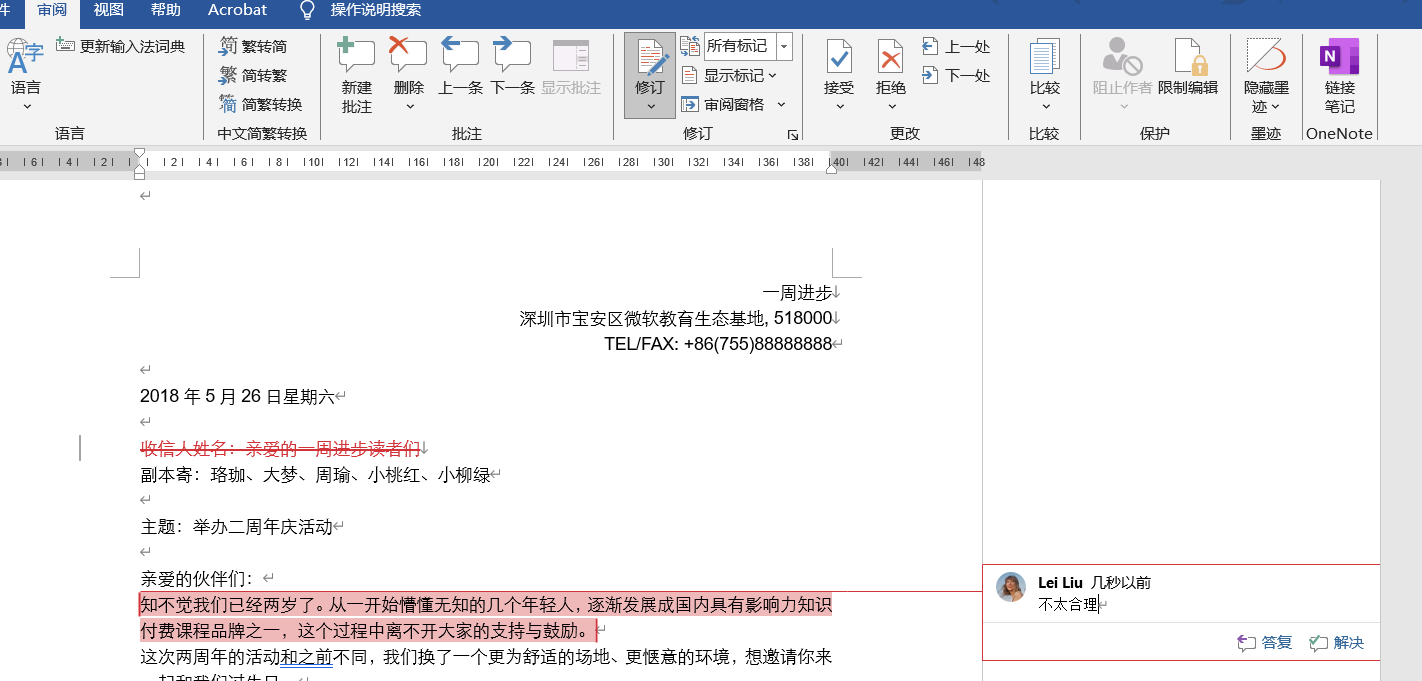 件 审阅 视图 帮助 Acrobat 操作说明搜索
更新输入法词典
语言
语言
繁转简
简转繁
简繁转换
中文简繁转换
新建
批注
删除
上一条
下一条
显示批注
批注
修订
所有标记
显示标记
审阅窗格
修订
接受
拒绝
上一处
下一处
更改
比较
比较
阻止作者
限制编辑
保护
隐藏墨
迹
墨迹
链接
笔记
OneNote
8 6 4 2 2 4 6 8 10 12 14 16 18 20 22 24 26 28 30 32 34 36 38 40 42 44 46 48
一周进步
深圳市宝安区微软教育生态基地, 518000
TEL/FAX: +86(755)88888888
2018 年 5 月 26 日星期六
收信人姓名：亲爱的一周进步读者们
副本寄：珞珈、大梦、周瑜、小桃红、小柳绿
主题：举办二周年庆活动
亲爱的伙伴们：
知不觉我们已经两岁了。从一开始懵懂无知的几个年轻人，逐渐发展成国内具有影响力知识
付费课程品牌之一，这个过程中离不开大家的支持与鼓励。
这次两周年的活动和之前不同，我们换了一个更为舒适的场地、更惬意的环境，想邀请你来
一起和我们过生日
Lei Liu 几秒以前
不太合理
答复 解决